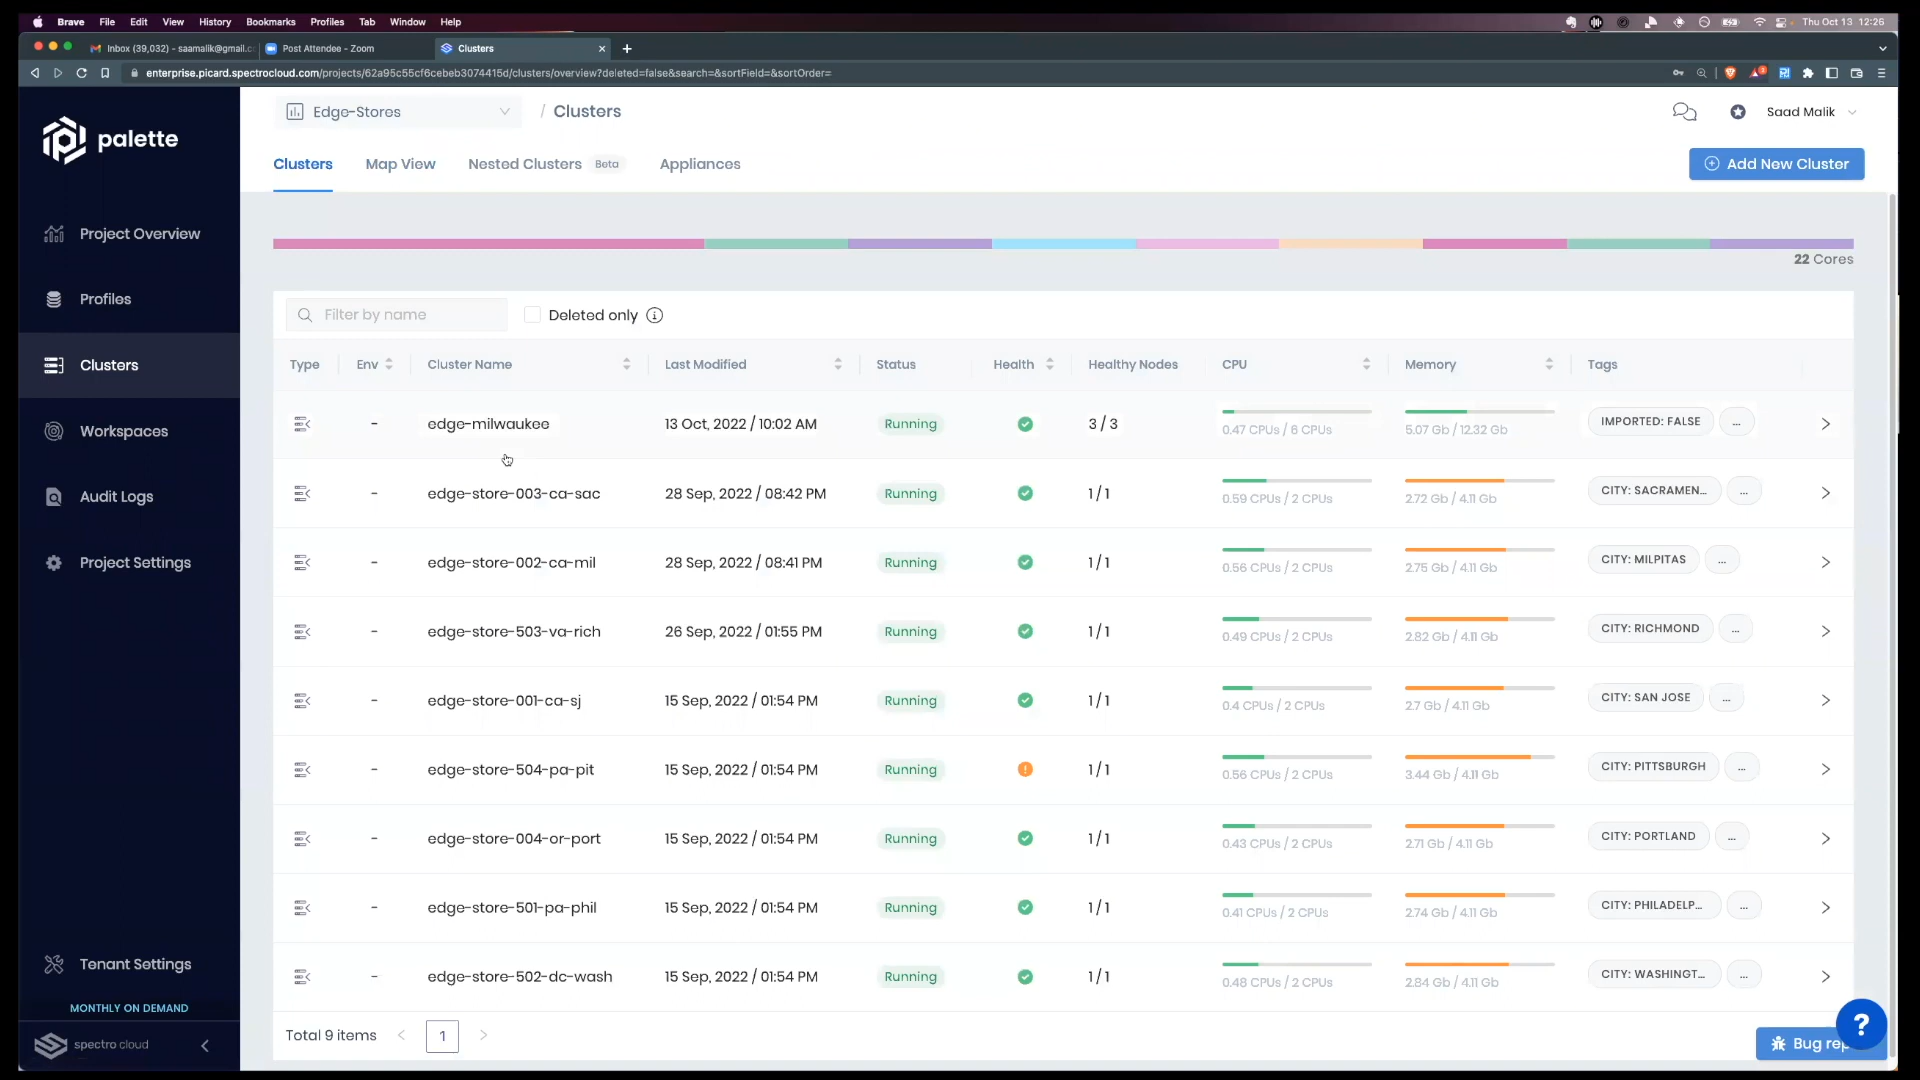 Brave File Edit View History Bookmarks Profiles Tab Window Help
Thu Oct 13 12:26
Inbox (39,032) - saamalik@gmail.c
Post Attendee - Zoom
Clusters
enterprise.picard.spectrocloud.com/projects/62a95c55cf6cebeb3074415d/clusters/overview?deleted=false&search=&sortField=&sortOrder=
palette
Edge-Stores / Clusters
Saad Malik
Clusters Map View Nested Clusters Beta Appliances
Add New Cluster
Project Overview
Profiles
Clusters
Workspaces
Audit Logs
Project Settings
Tenant Settings
MONTHLY ON DEMAND
spectro cloud
22 Cores
Filter by name
Deleted only
Type Env Cluster Name Last Modified Status Health Healthy Nodes CPU Memory Tags
- edge-milwaukee 13 Oct, 2022 / 10:02 AM Running 3 / 3 0.47 CPUs / 6 CPUs 5.07 Gb / 12.32 Gb IMPORTED: FALSE ...
- edge-store-003-ca-sac 28 Sep, 2022 / 08:42 PM Running 1 / 1 0.59 CPUs / 2 CPUs 2.72 Gb / 4.11 Gb CITY: SACRAMEN... ...
- edge-store-002-ca-mil 28 Sep, 2022 / 08:41 PM Running 1 / 1 0.56 CPUs / 2 CPUs 2.75 Gb / 4.11 Gb CITY: MILPITAS ...
- edge-store-503-va-rich 26 Sep, 2022 / 01:55 PM Running 1 / 1 0.49 CPUs / 2 CPUs 2.82 Gb / 4.11 Gb CITY: RICHMOND ...
- edge-store-001-ca-sj 15 Sep, 2022 / 01:54 PM Running 1 / 1 0.4 CPUs / 2 CPUs 2.7 Gb / 4.11 Gb CITY: SAN JOSE ...
- edge-store-504-pa-pit 15 Sep, 2022 / 01:54 PM Running 1 / 1 0.56 CPUs / 2 CPUs 3.44 Gb / 4.11 Gb CITY: PITTSBURGH ...
- edge-store-004-or-port 15 Sep, 2022 / 01:54 PM Running 1 / 1 0.43 CPUs / 2 CPUs 2.71 Gb / 4.11 Gb CITY: PORTLAND ...
- edge-store-501-pa-phil 15 Sep, 2022 / 01:54 PM Running 1 / 1 0.41 CPUs / 2 CPUs 2.74 Gb / 4.11 Gb CITY: PHILADELP... ...
- edge-store-502-dc-wash 15 Sep, 2022 / 01:54 PM Running 1 / 1 0.48 CPUs / 2 CPUs 2.84 Gb / 4.11 Gb CITY: WASHINGT... ...
Total 9 items < 1 >
?
Bug rep